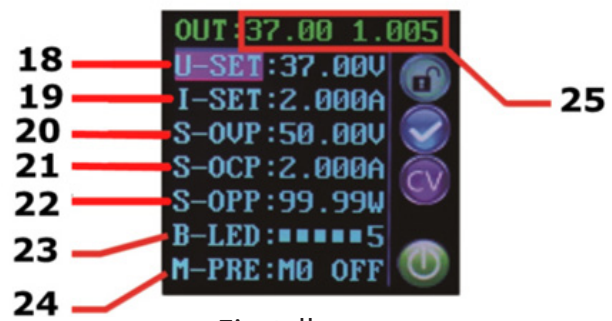 OUT:37.00 1.005
18 U-SET:37.00V
19 I-SET:2.000A
20 S-OVP:50.00V
21 S-OCP:2.000A
22 S-OPP:99.99W
23 B-LED:■■■■■5
24 M-PRE:M0 OFF
CV
25